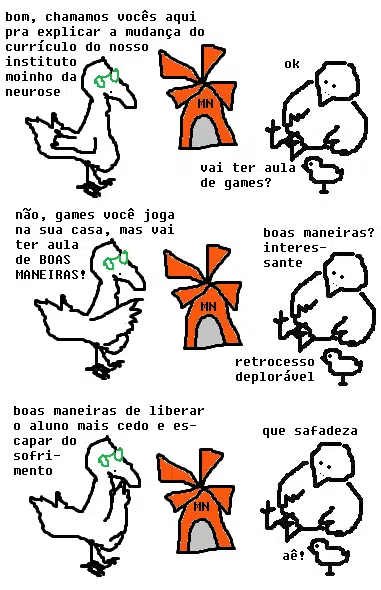 bom, chamamos vocês aqui
pra explicar a mudança do
currículo do nosso
instituto
moinho da
neurose
MN
ok
vai ter aula
de games?
não, games você joga
na sua casa, mas vai
ter aula
de BOAS
MANEIRAS!
MN
boas maneiras?
interes-
sante
retrocesso
deplorável
boas maneiras de liberar
o aluno mais cedo e es-
capar do
sofri-
mento
MN
que safadeza
aê!